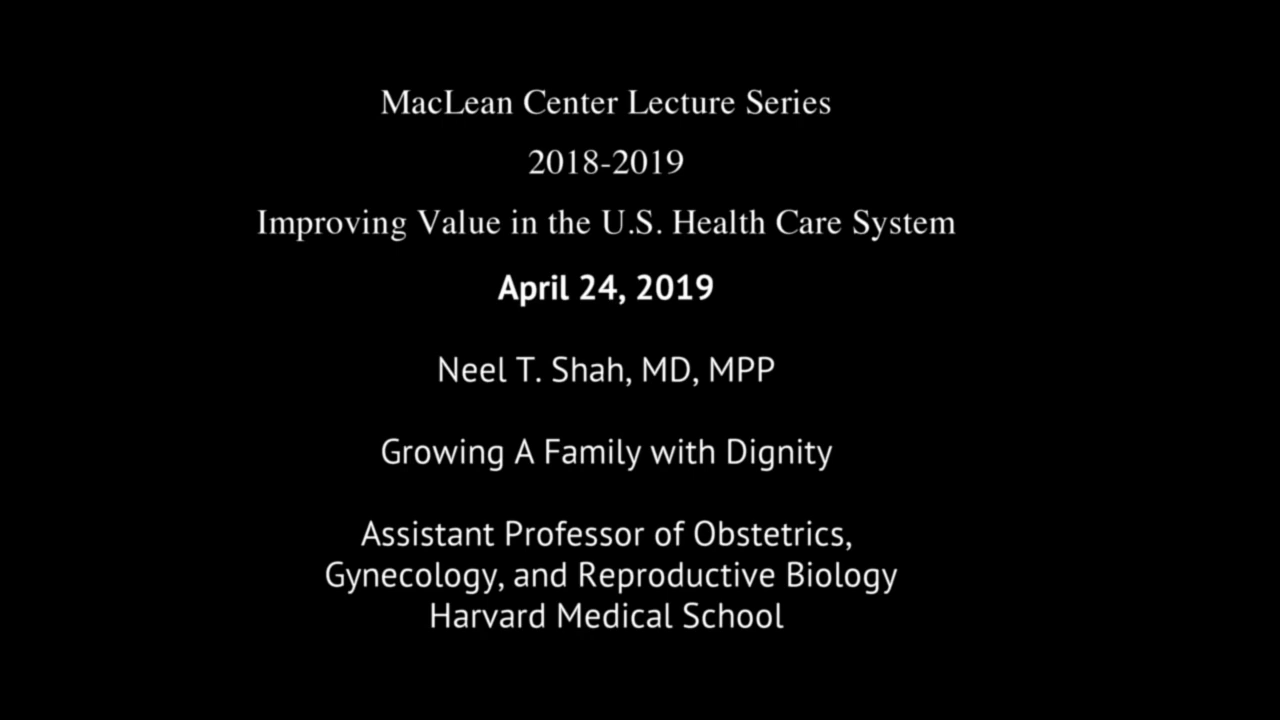 MacLean Center Lecture Series
2018-2019
Improving Value in the U.S. Health Care System
April 24, 2019
Neel T. Shah, MD, MPP
Growing A Family with Dignity
Assistant Professor of Obstetrics,
Gynecology, and Reproductive Biology
Harvard Medical School